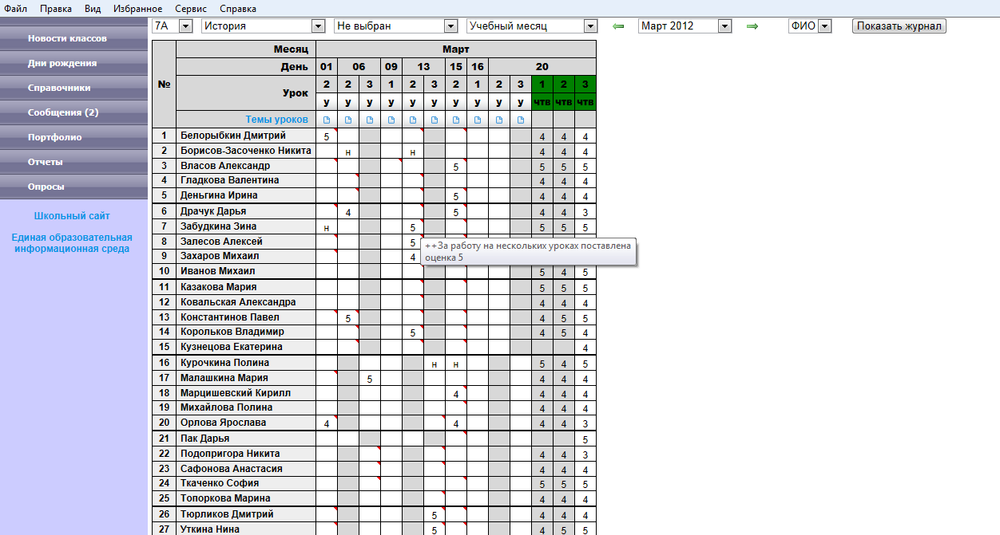 Файл Правка Вид Избранное Сервис Справка
7А История Не выбран Учебный месяц Март 2012 ФИО Показать журнал
Новости классов
Дни рождения
Справочники
Сообщения (2)
Портфолио
Отчеты
Опросы
Школьный сайт
Единая образовательная
информационная среда
№ Месяц Март
День 01 06 09 13 15 16 20
Урок 2 2 3 1 2 3 2 1 2 3 1 2 3
у у у у у у у у у у чтв чтв чтв
Темы уроков
1 Белорыбкин Дмитрий 5 4 4 4
2 Борисов-Засоченко Никита н н 4 4 4
3 Власов Александр 5 5 5 5
4 Гладкова Валентина 4 4 4
5 Деньгина Ирина 5 4 4 4
6 Драчук Дарья 4 5 4 4 3
7 Забудкина Зина н 5 5 5 5
8 Залесов Алексей 5
++За работу на нескольких уроках поставлена
оценка 5
9 Захаров Михаил 4
10 Иванов Михаил 5 4 5
11 Казакова Мария 5 5 5
12 Ковальская Александра 4 4 4
13 Константинов Павел 5 4 5 5
14 Корольков Владимир 5 4 5 4
15 Кузнецова Екатерина 4
16 Курочкина Полина н н 5 4 5
17 Малашкина Мария 5 4 4 4
18 Марцишевский Кирилл 4 4 4 4
19 Михайлова Полина 4 4 4
20 Орлова Ярослава 4 4 4 4 3
21 Пак Дарья 5
22 Подопригора Никита 4 4 3
23 Сафонова Анастасия 4 4 4
24 Ткаченко София 5 5 5
25 Топоркова Марина 4 4 4
26 Тюрликов Дмитрий 5 4 4 4
27 Уткина Нина 5 4 5 5